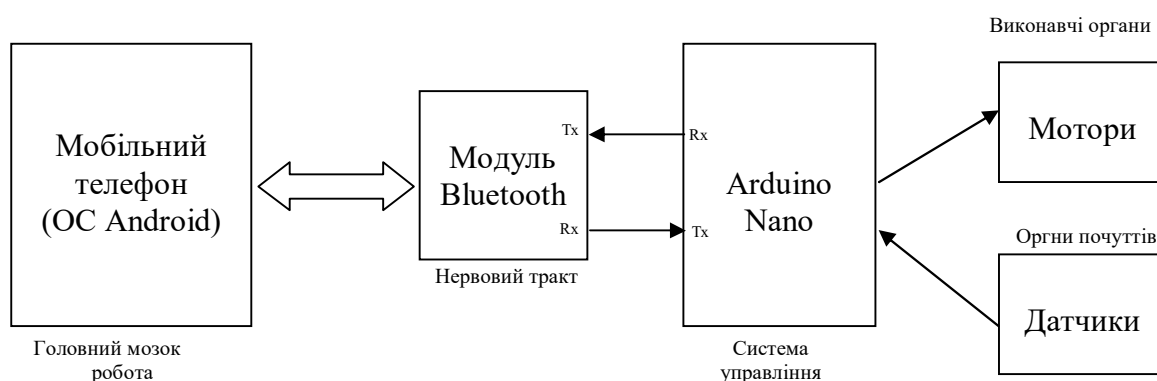 Мобільний
телефон
(ОС Android)
Головний мозок
робота
Tx
Модуль
Bluetooth
Rx
Нервовий тракт
Rx
Arduino
Nano
Tx
Система
управління
Виконавчі органи
Мотори
Оргни почуттів
Датчики